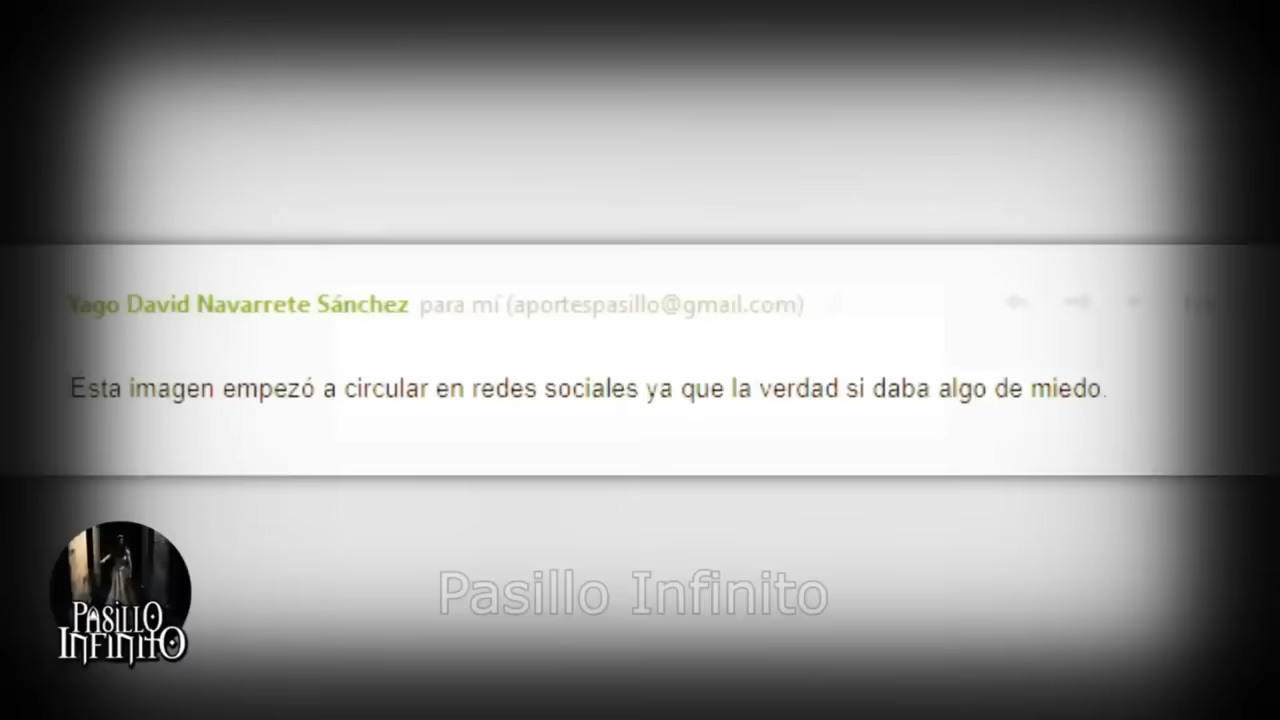 Yago David Navarrete Sánchez para mí (aportespasillo@gmail.com)
Esta imagen empezó a circular en redes sociales ya que la verdad si daba algo de miedo.
Pasillo Infinito
PASILLO
INFINITO